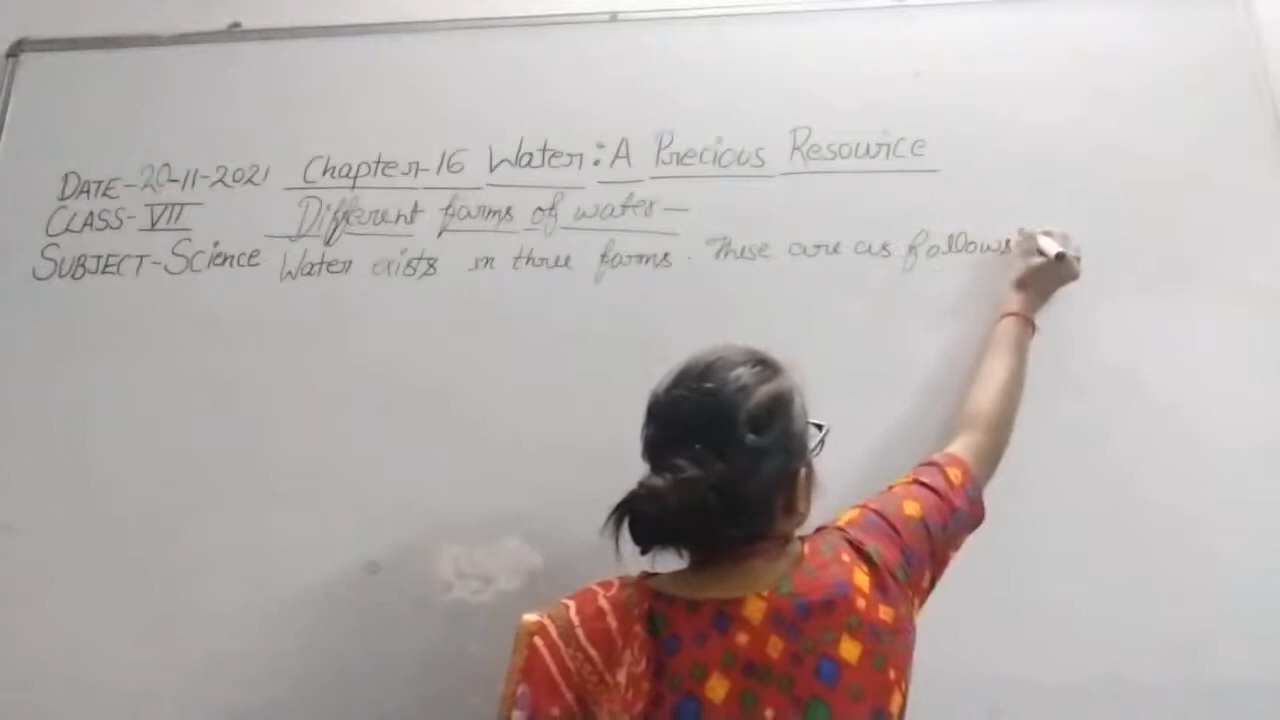 DATE-20-11-2021 Chapter-16 Water: A Precious Resource
CLASS-VII Different forms of water—
SUBJECT-Science Water exists in three forms. These are as follows